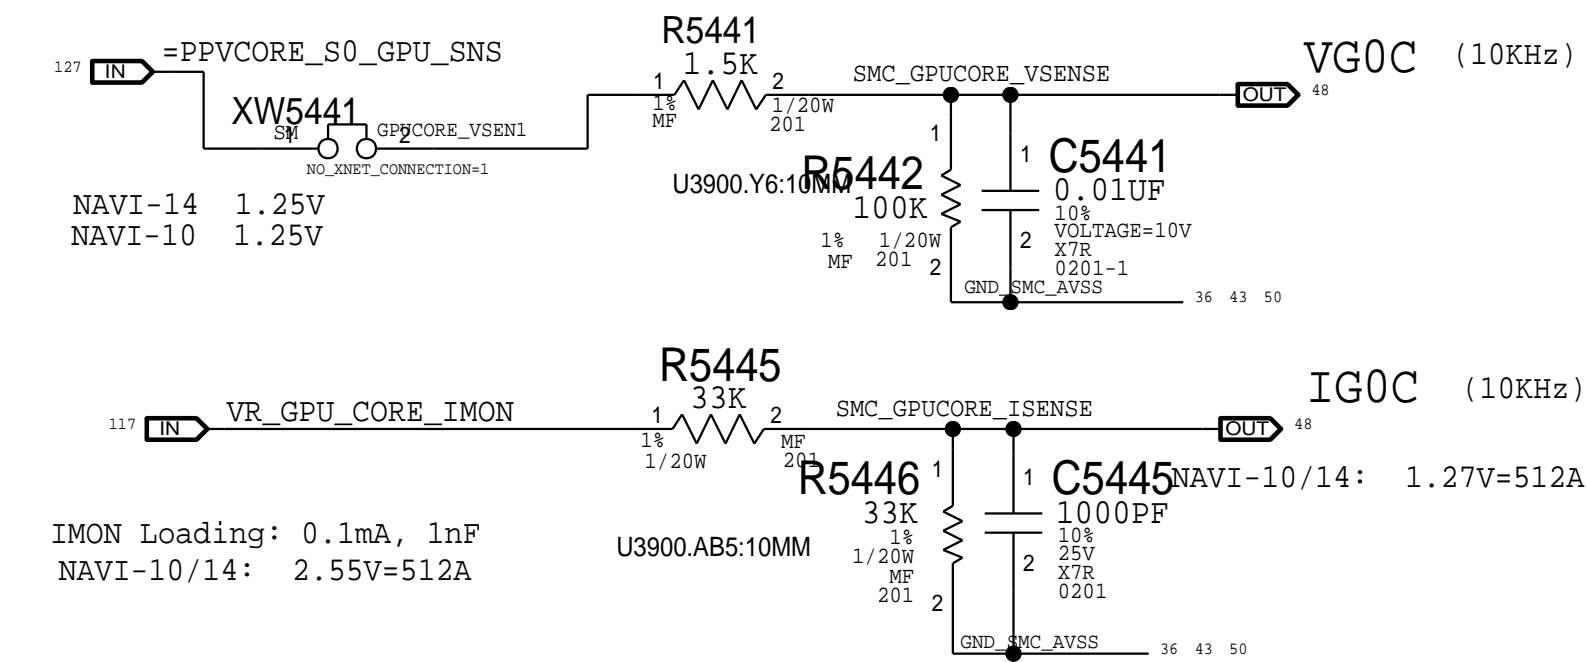 R5441
=PPVCORE_S0_GPU_SNS
VG0C (10KHz)
127 IN
1.5K
1 2
SMC_GPUCORE_VSENSE
OUT 48
1%
MF
1/20W
201
XW5441
SM
1 2
GPUCORE_VSEN1
NO_XNET_CONNECTION=1
1
1
C5441
R5442
U3900.Y6:10MM
0.01UF
100K
10%
VOLTAGE=10V
X7R
0201-1
NAVI-14 1.25V
NAVI-10 1.25V
1% 1/20W
MF 201
2
2
GND_SMC_AVSS
36 43 50
R5445
33K
IG0C (10KHz)
117 IN
VR_GPU_CORE_IMON
1 2
SMC_GPUCORE_ISENSE
OUT 48
1%
1/20W
MF
201
R5446
1
1
C5445
NAVI-10/14: 1.27V=512A
33K
1%
1/20W
MF
201
1000PF
10%
25V
X7R
0201
IMON Loading: 0.1mA, 1nF
NAVI-10/14: 2.55V=512A
U3900.AB5:10MM
2
2
GND_SMC_AVSS
36 43 50